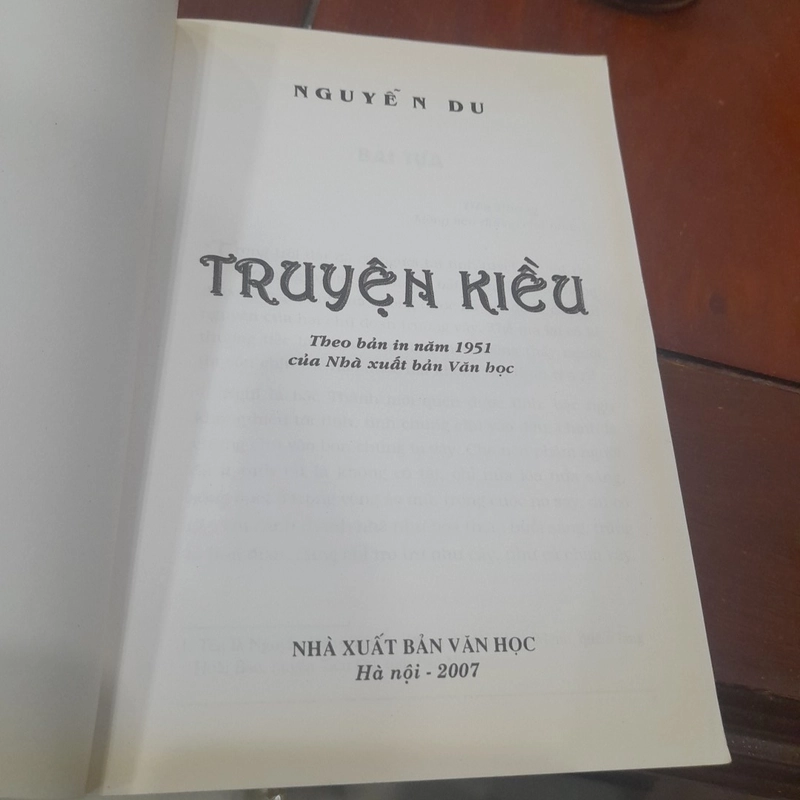 NGUYỄN DU
TRUYỆN KIỀU
Theo bản in năm 1951
của Nhà xuất bản Văn học
NHÀ XUẤT BẢN VĂN HỌC
Hà nội - 2007